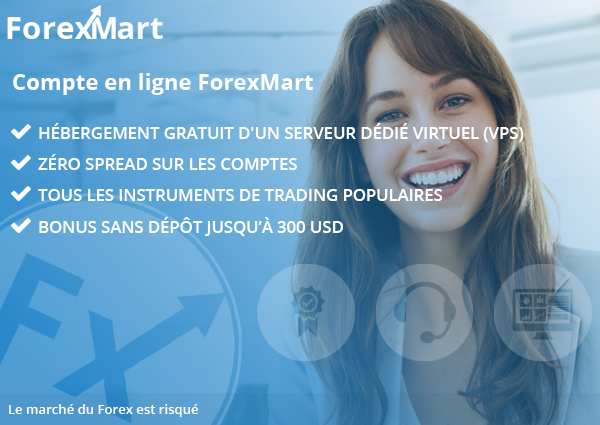 ForexMart
Compte en ligne ForexMart
HÉBERGEMENT GRATUIT D'UN SERVEUR DÉDIÉ VIRTUEL (VPS)
ZÉRO SPREAD SUR LES COMPTES
TOUS LES INSTRUMENTS DE TRADING POPULAIRES
BONUS SANS DÉPÔT JUSQU’À 300 USD
Fx
Le marché du Forex est risqué